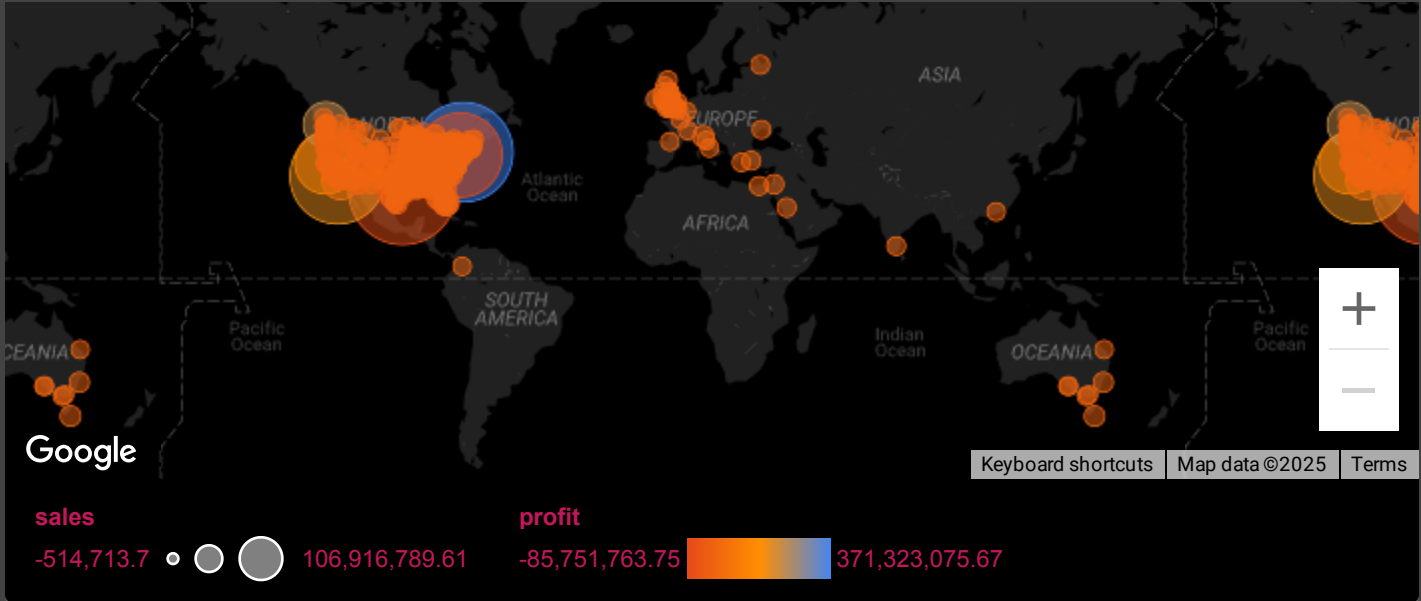 ASIA
NORTH
EUROPE
Atlantic
Ocean
AFRICA
SOUTH
AMERICA
Pacific
Ocean
Indian
Ocean
Pacific
Ocean
CEANIA
OCEANIA
Google
Keyboard shortcuts
Map data ©2025
Terms
sales
-514,713.7
106,916,789.61
profit
-85,751,763.75
371,323,075.67